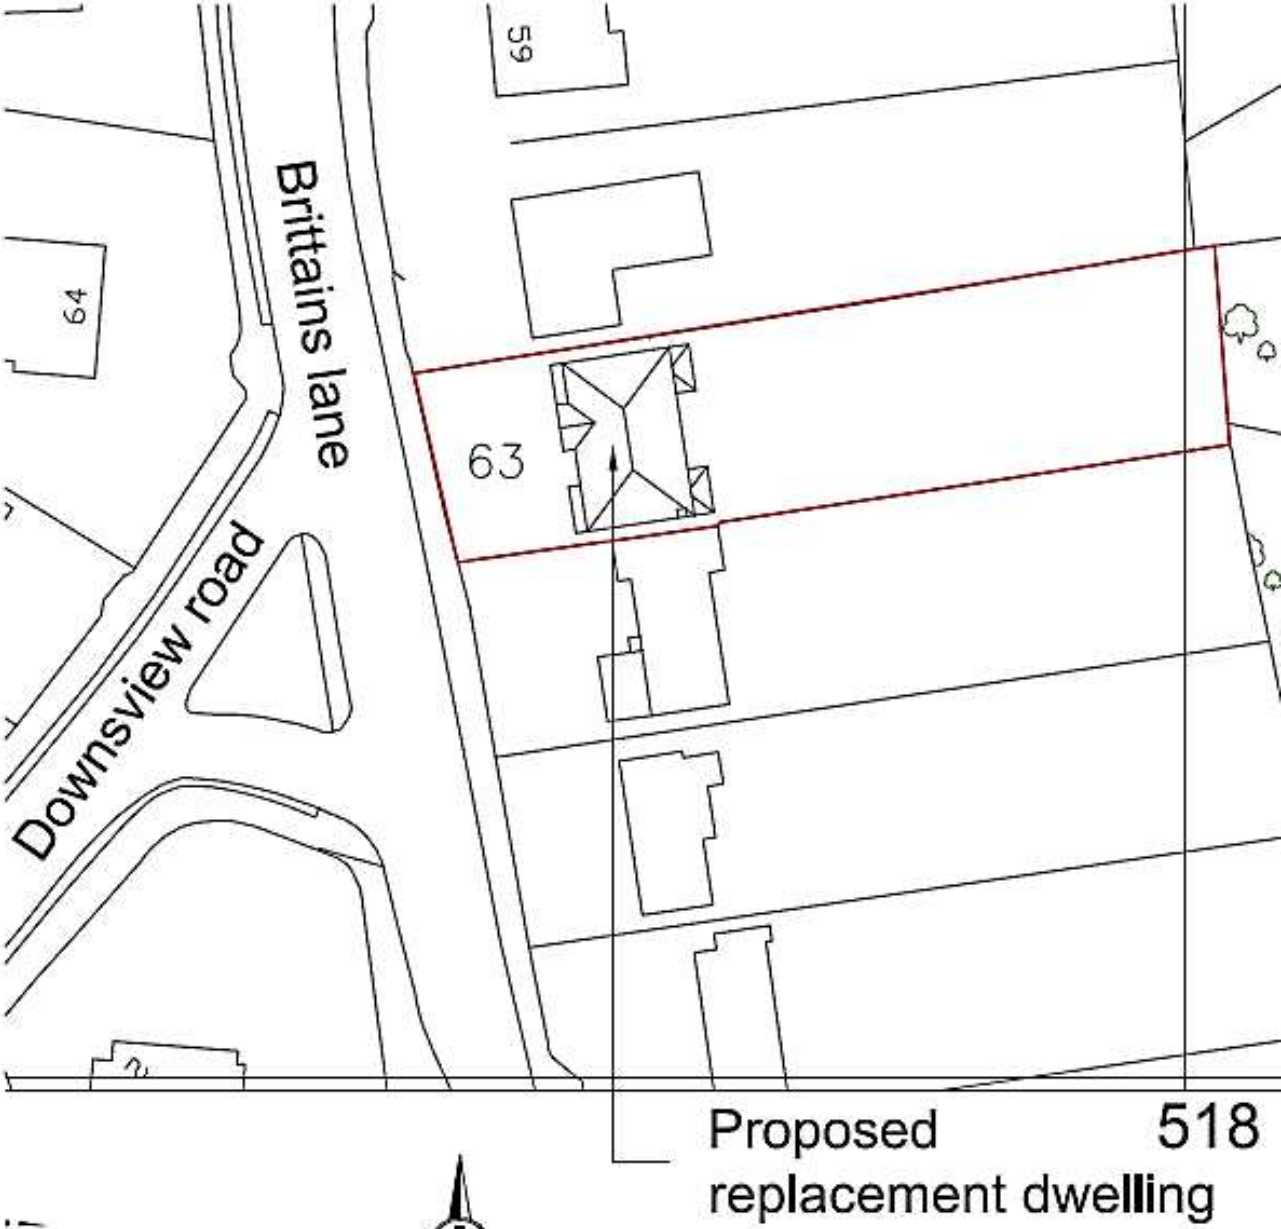 59
Brittains lane
64
63
Downsview road
Proposed 518
replacement dwelling